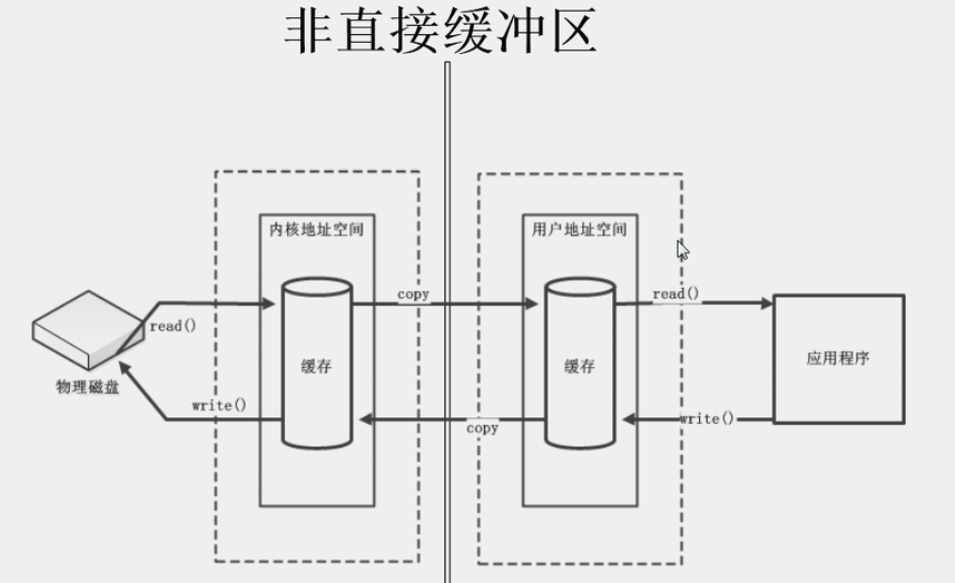 非直接缓冲区
内核地址空间
用户地址空间
copy
read()
read()
缓存
缓存
应用程序
物理磁盘
write()
write()
copy